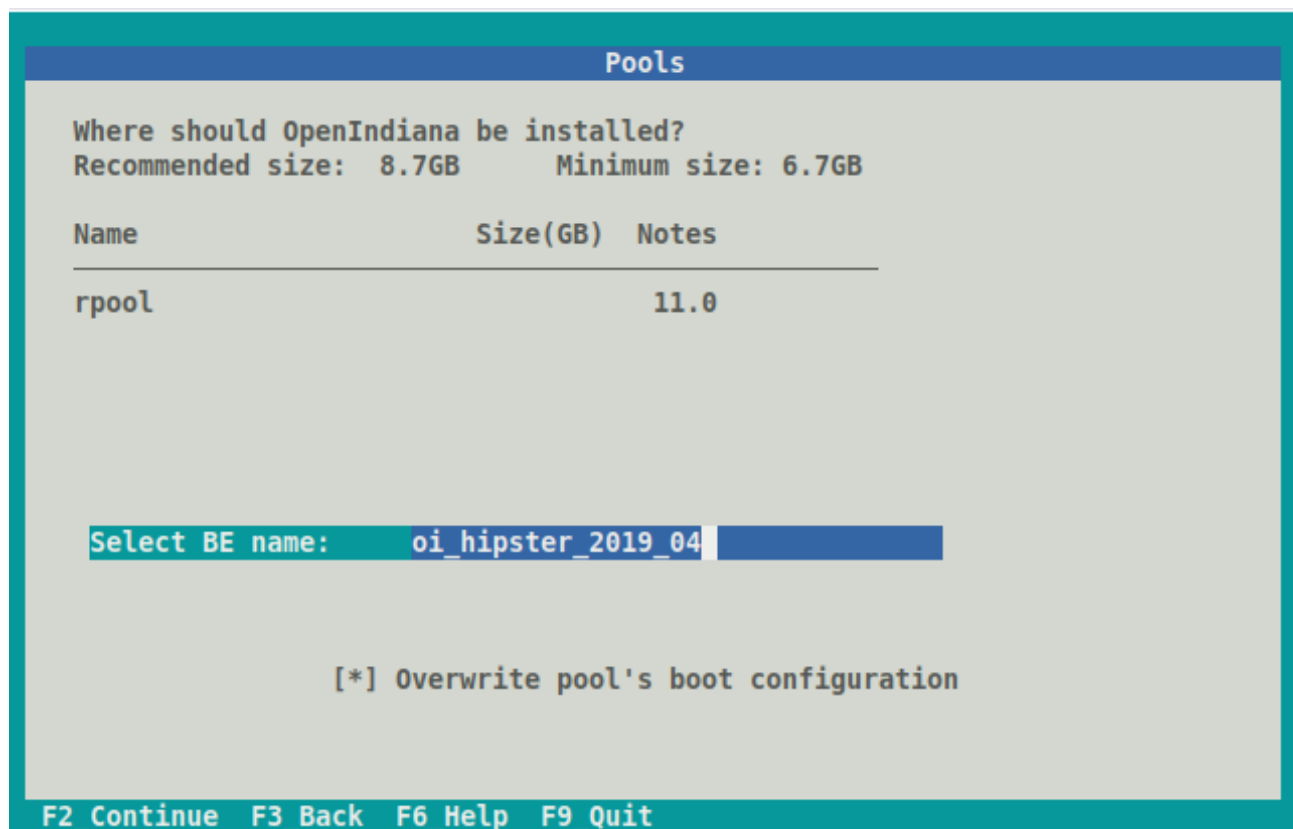 Pools
Where should OpenIndiana be installed?
Recommended size: 8.7GB Minimum size: 6.7GB
Name Size(GB) Notes
rpool 11.0
Select BE name: oi_hipster_2019_04
[*] Overwrite pool's boot configuration
F2 Continue F3 Back F6 Help F9 Quit